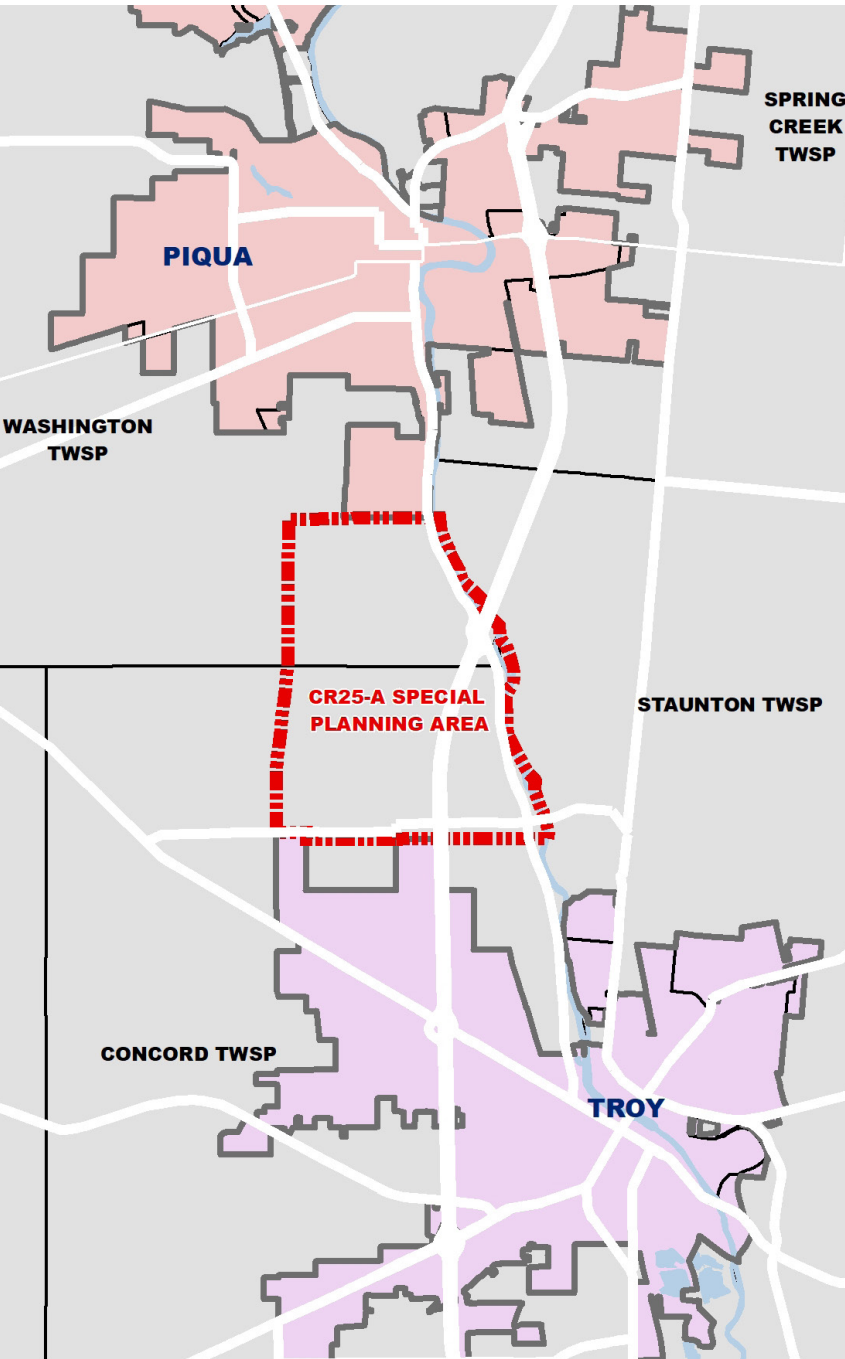 SPRING
CREEK
TWSP
PIQUA
WASHINGTON
TWSP
CR25-A SPECIAL
PLANNING AREA
STAUNTON TWSP
CONCORD TWSP
TROY